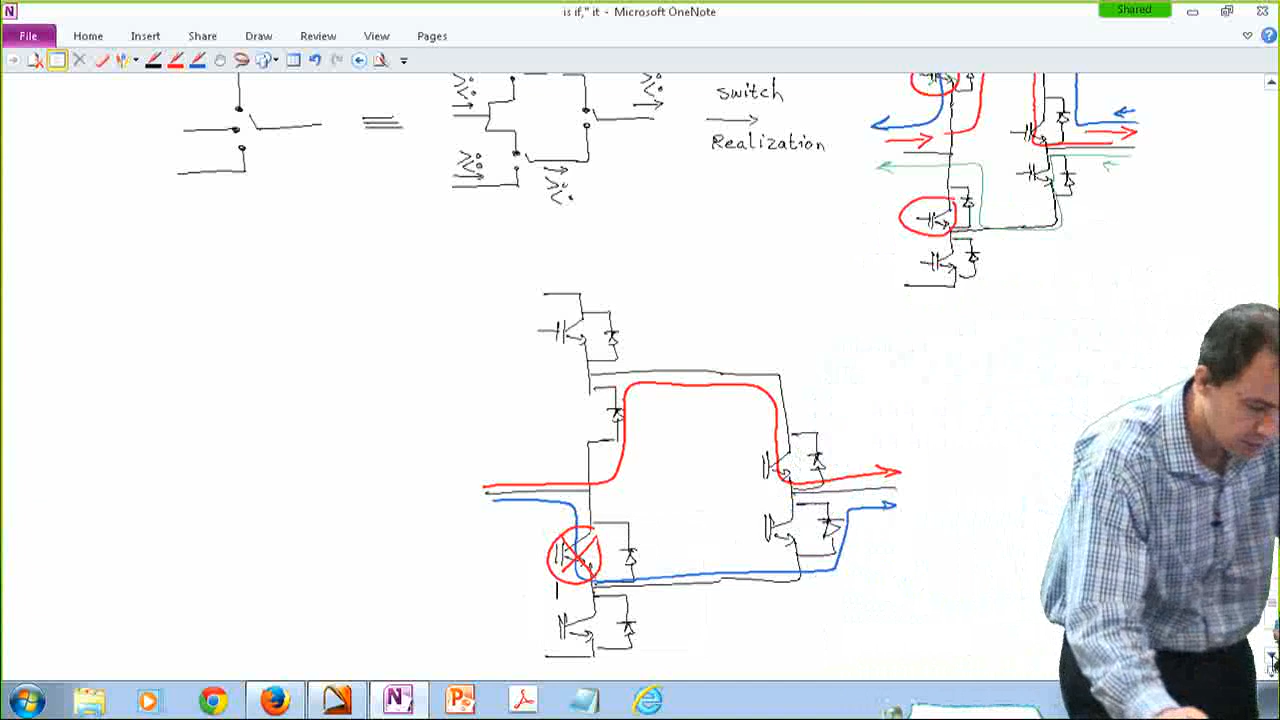 is if," it - Microsoft OneNote
Shared
File Home Insert Share Draw Review View Pages
switch
Realization